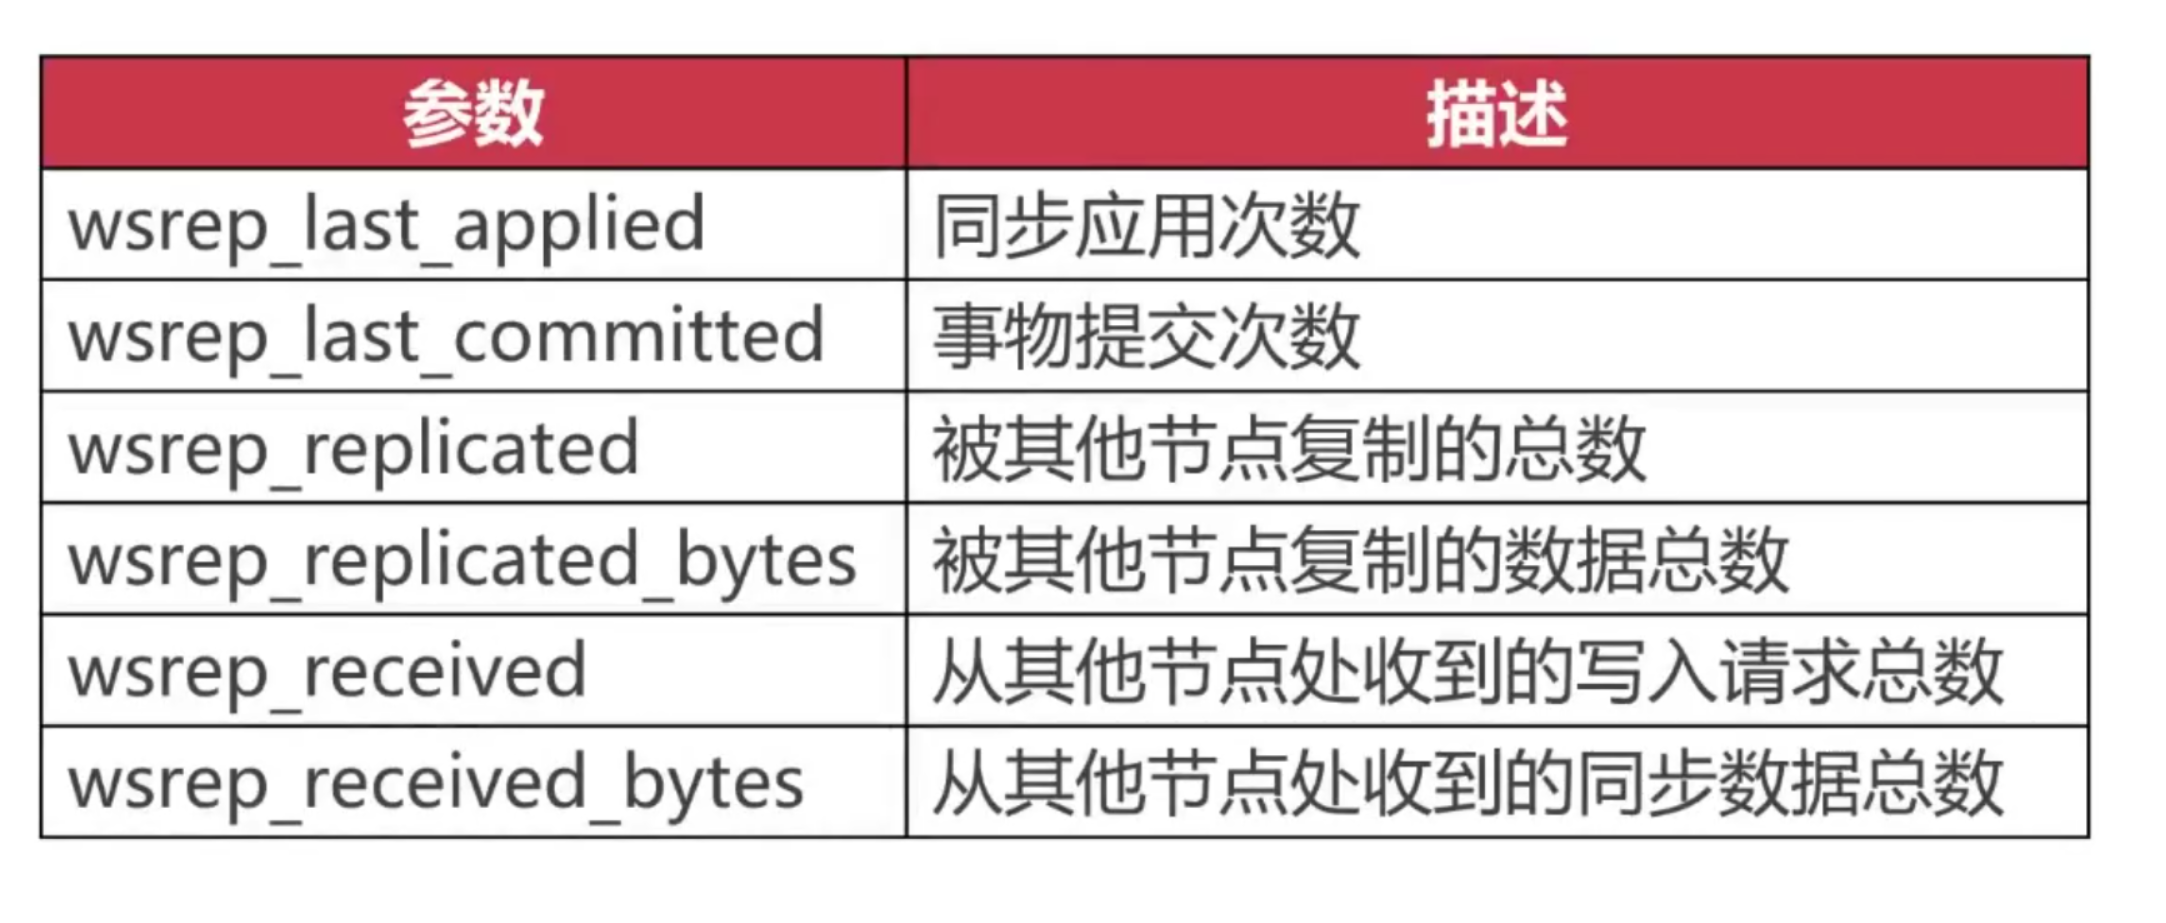 参数 描述
wsrep_last_applied 同步应用次数
wsrep_last_committed 事物提交次数
wsrep_replicated 被其他节点复制的总数
wsrep_replicated_bytes 被其他节点复制的数据总数
wsrep_received 从其他节点处收到的写入请求总数
wsrep_received_bytes 从其他节点处收到的同步数据总数